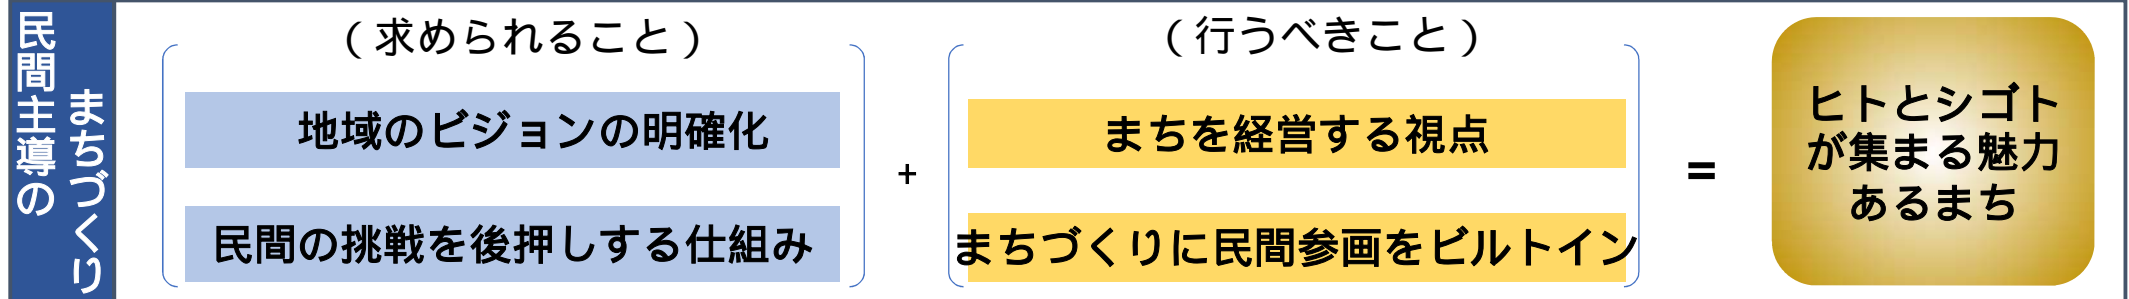 民間主導の
まちづくり
（求められること）
地域のビジョンの明確化
民間の挑戦を後押しする仕組み
+
（行うべきこと）
まちを経営する視点
まちづくりに民間参画をビルトイン
=
ヒトとシゴト
が集まる魅力
あるまち